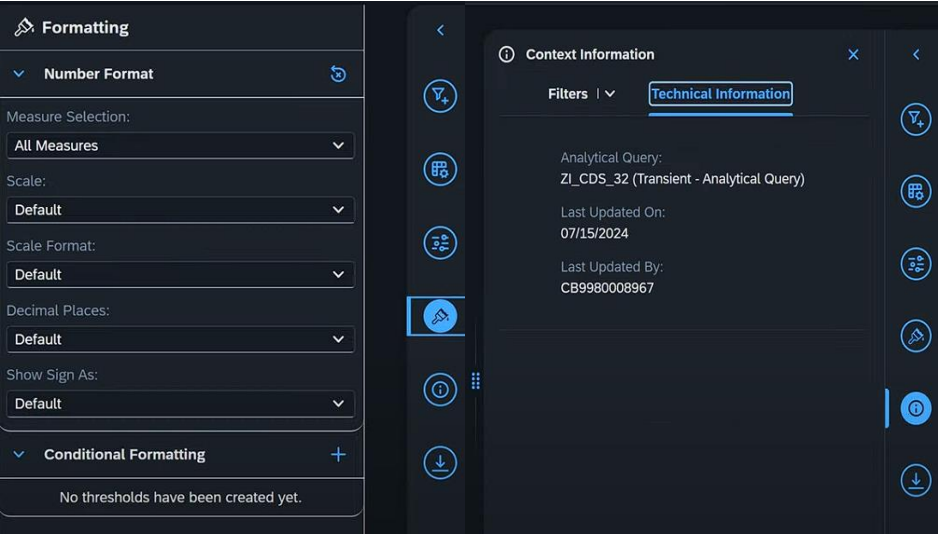 Formatting
Number Format
Measure Selection:
All Measures
Scale:
Default
Scale Format:
Default
Decimal Places:
Default
Show Sign As:
Default
Conditional Formatting
No thresholds have been created yet.
Context Information
Filters
Technical Information
Analytical Query:
ZI_CDS_32 (Transient - Analytical Query)
Last Updated On:
07/15/2024
Last Updated By:
CB9980008967